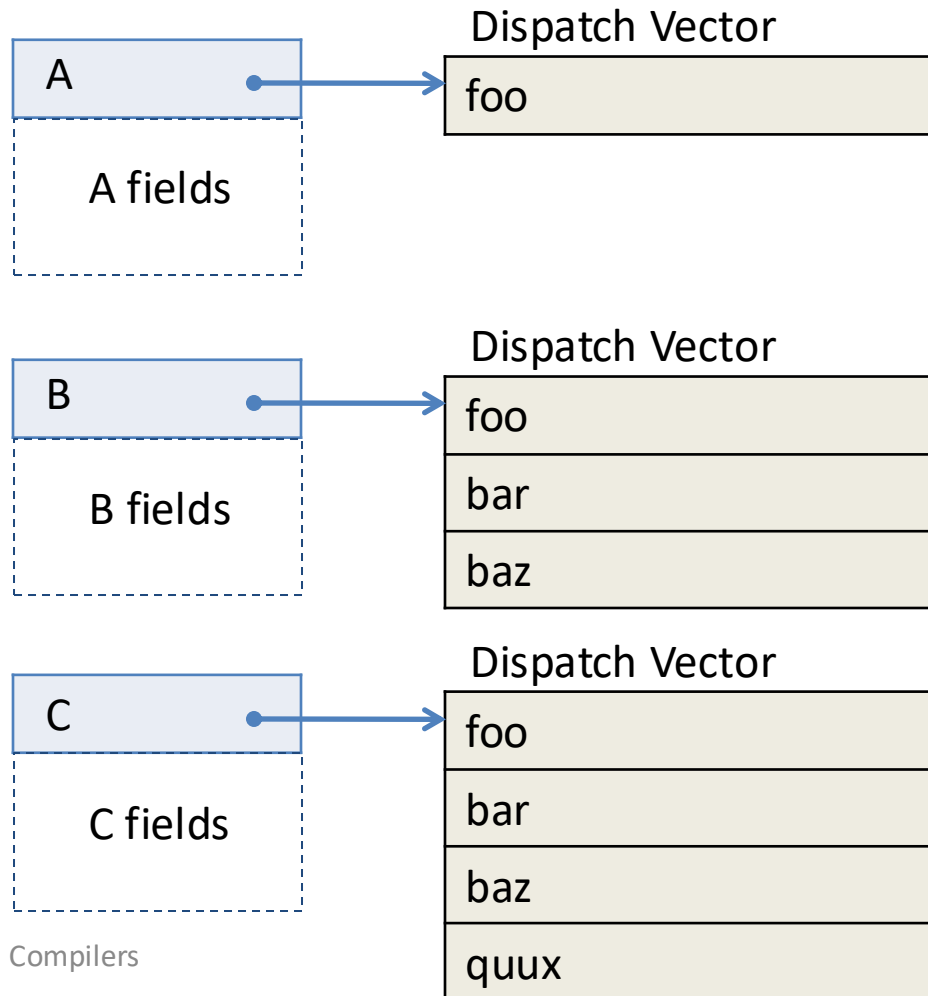 Dispatch Vector
A
foo
A fields
Dispatch Vector
B
foo
bar
B fields
baz
Dispatch Vector
C
foo
bar
C fields
baz
Compilers
quux